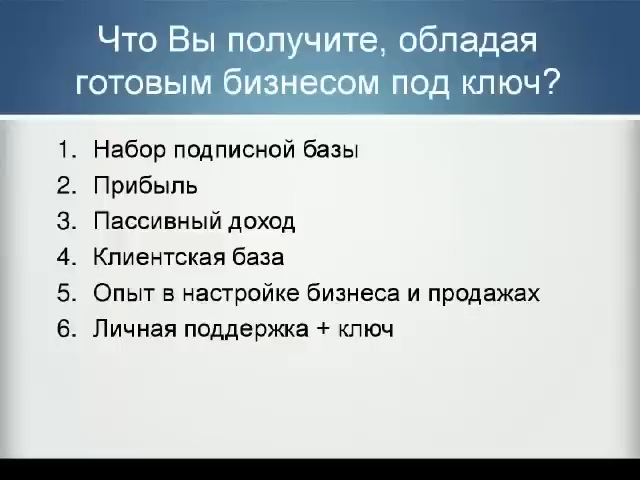 Что Вы получите, обладая
готовым бизнесом под ключ?
1. Набор подписной базы
2. Прибыль
3. Пассивный доход
4. Клиентская база
5. Опыт в настройке бизнеса и продажах
6. Личная поддержка + ключ